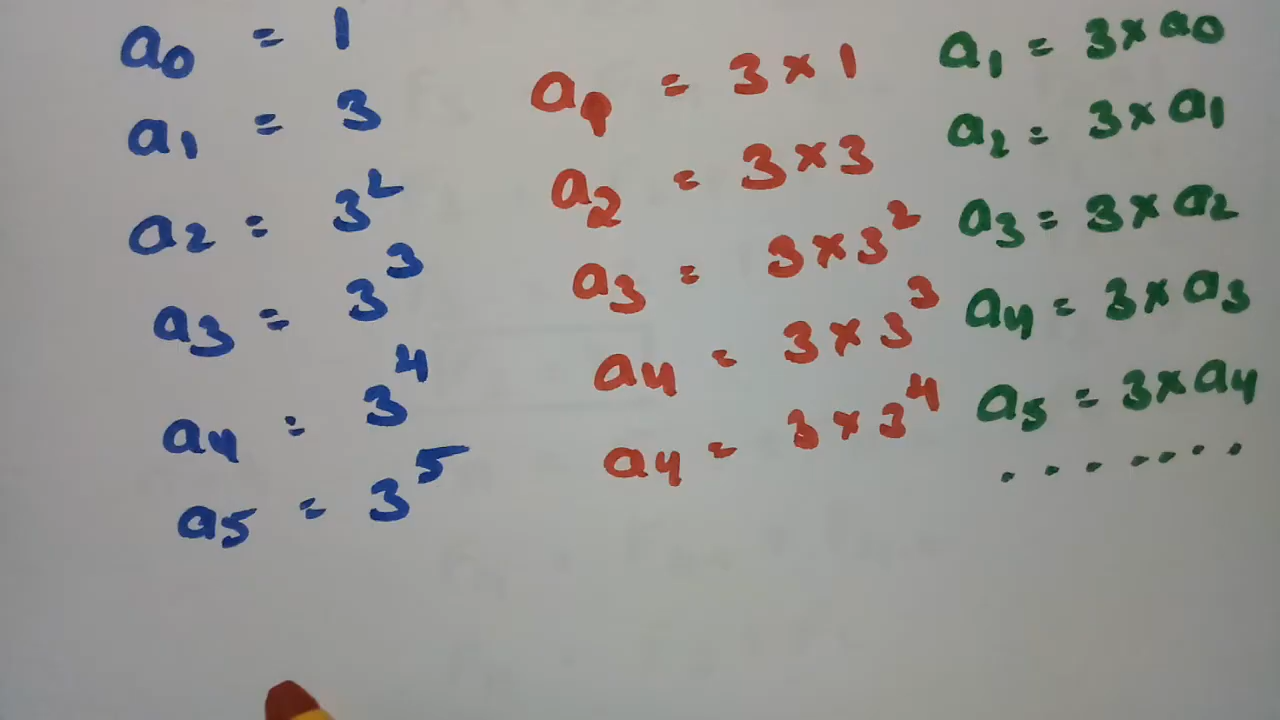 a0 = 1
a1 = 3
a2 = 3²
a3 = 3³
a4 = 3⁴
a5 = 3⁵
a1 = 3 × 1
a2 = 3 × 3
a3 = 3 × 3²
a4 = 3 × 3³
a4 = 3 × 3⁴
a1 = 3 × a0
a2 = 3 × a1
a3 = 3 × a2
a4 = 3 × a3
a5 = 3 × a4
. . . . . . .